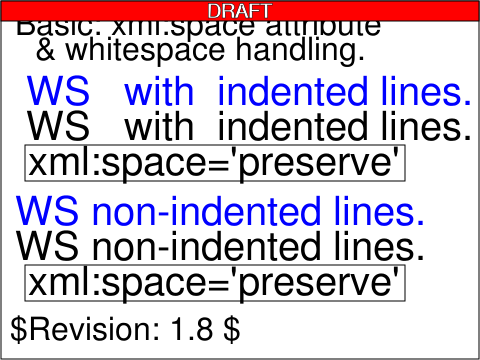 DRAFT
Basic: xml:space attribute
& whitespace handling.
WS   with  indented lines.
WS   with  indented lines.
xml:space='preserve'
WS non-indented lines.
WS non-indented lines.
xml:space='preserve'
$Revision: 1.8 $